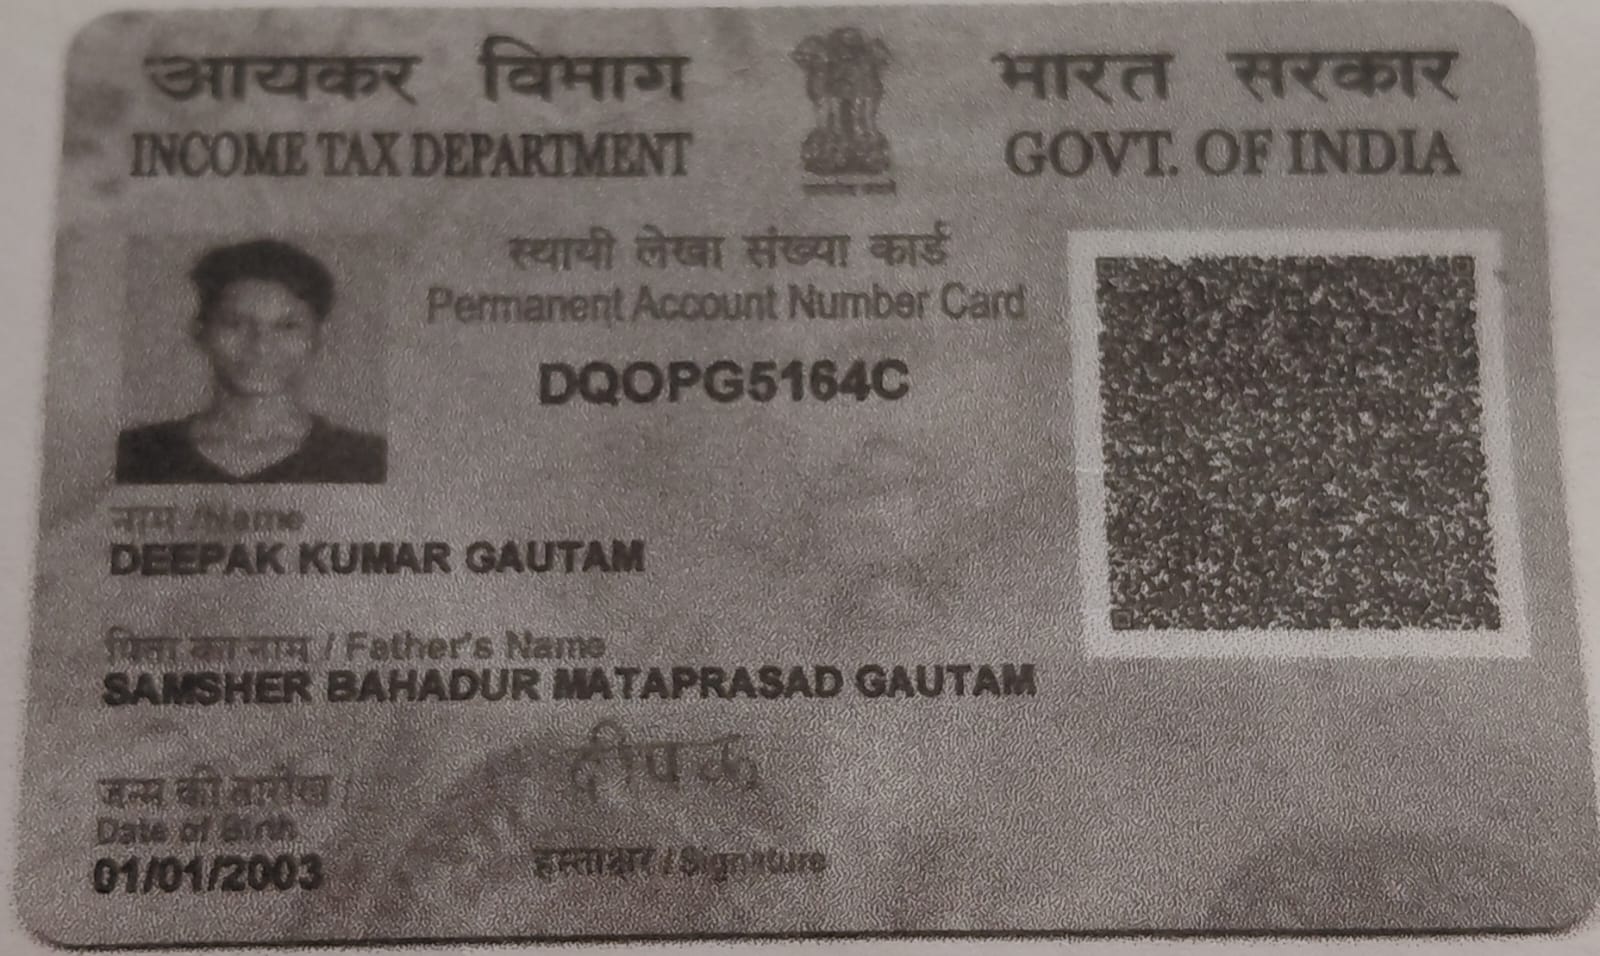 आयकर विभाग
INCOME TAX DEPARTMENT
भारत सरकार
GOVT. OF INDIA
स्थायी लेखा संख्या कार्ड
Permanent Account Number Card
DQOPG5164C
नाम /Name
DEEPAK KUMAR GAUTAM
पिता का नाम / Father's Name
SAMSHER BAHADUR MATAPRASAD GAUTAM
जन्म की तारीख /
Date of Birth
01/01/2003
दीपक
हस्ताक्षर / Signature